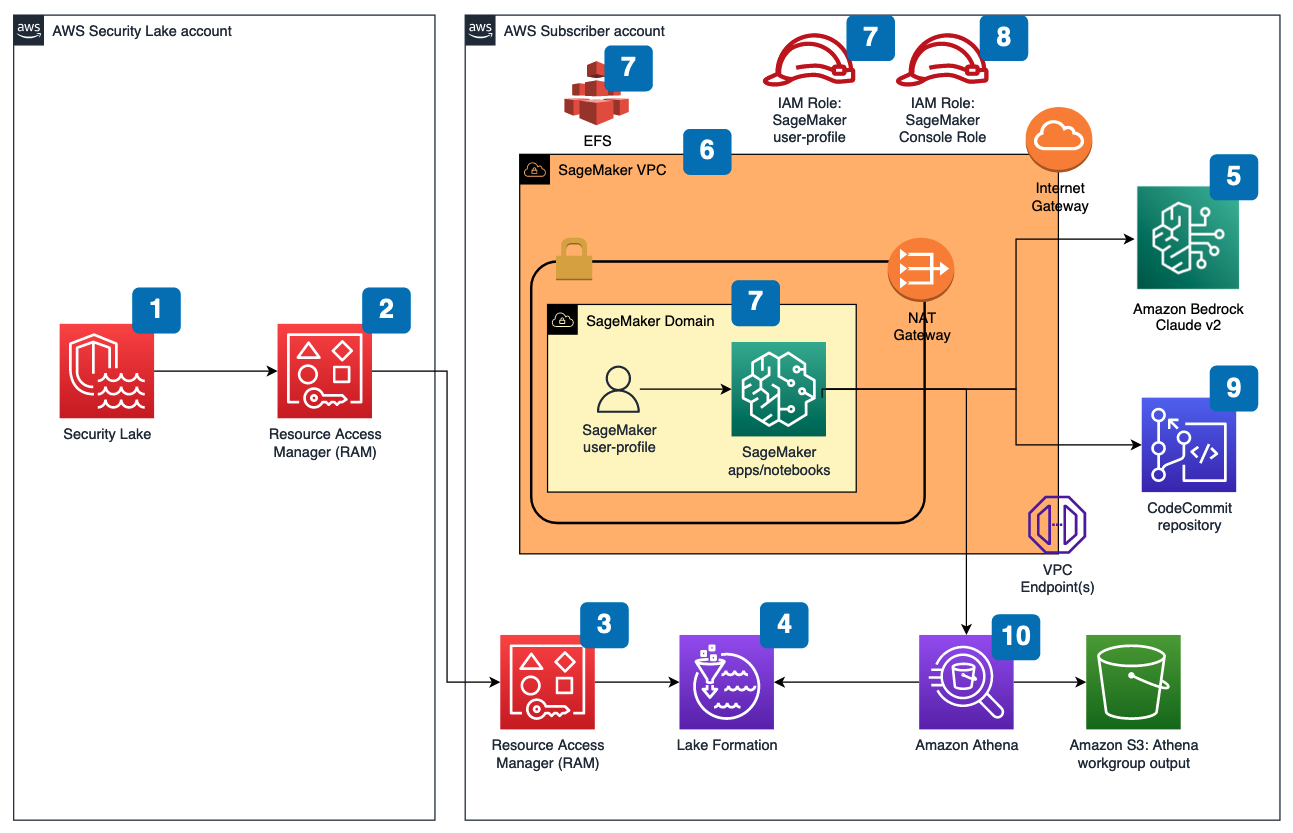 aws
AWS Security Lake account
1
Security Lake
2
Resource Access
Manager (RAM)
aws
AWS Subscriber account
7
EFS
7
IAM Role:
SageMaker
user-profile
8
IAM Role:
SageMaker
Console Role
6
SageMaker VPC
Internet
Gateway
5
Amazon Bedrock
Claude v2
NAT
Gateway
7
SageMaker Domain
SageMaker
user-profile
SageMaker
apps/notebooks
9
</>
CodeCommit
repository
VPC
Endpoint(s)
3
Resource Access
Manager (RAM)
4
Lake Formation
10
Amazon Athena
Amazon S3: Athena
workgroup output